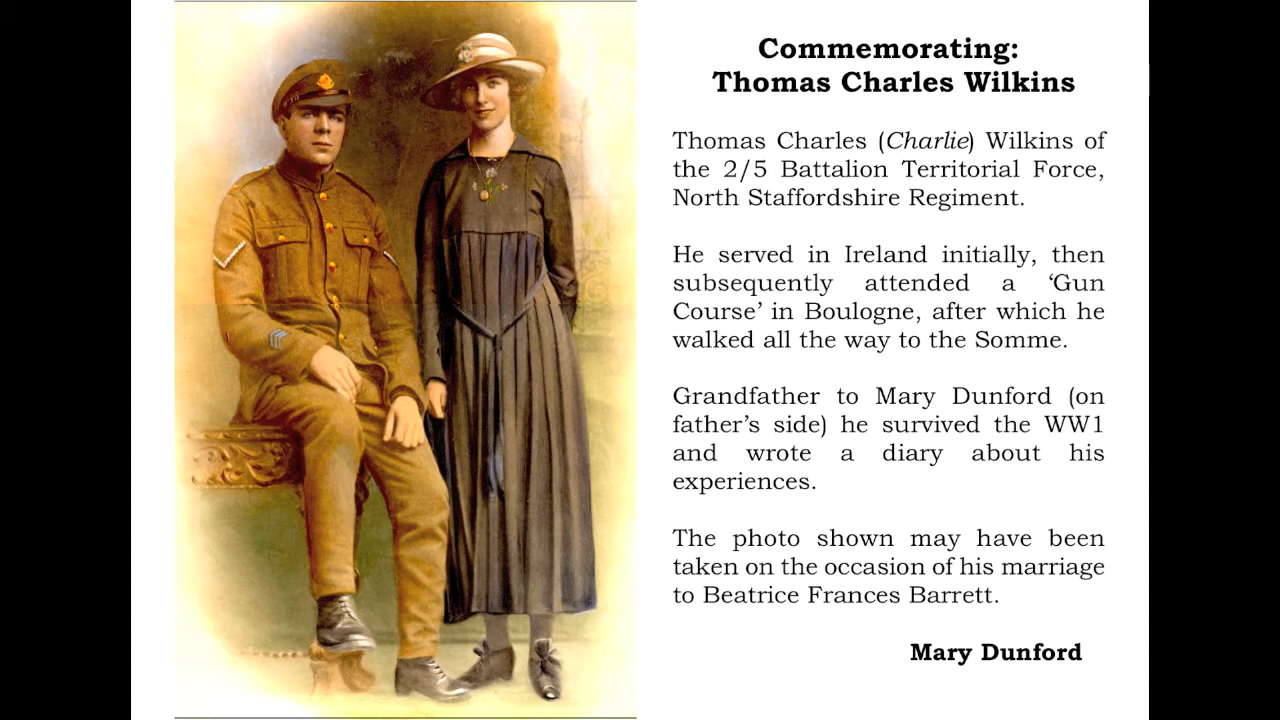 Commemorating:
Thomas Charles Wilkins
Thomas Charles (Charlie) Wilkins of
the 2/5 Battalion Territorial Force,
North Staffordshire Regiment.
He served in Ireland initially, then
subsequently attended a ‘Gun
Course’ in Boulogne, after which he
walked all the way to the Somme.
Grandfather to Mary Dunford (on
father’s side) he survived the WW1
and wrote a diary about his
experiences.
The photo shown may have been
taken on the occasion of his marriage
to Beatrice Frances Barrett.
Mary Dunford